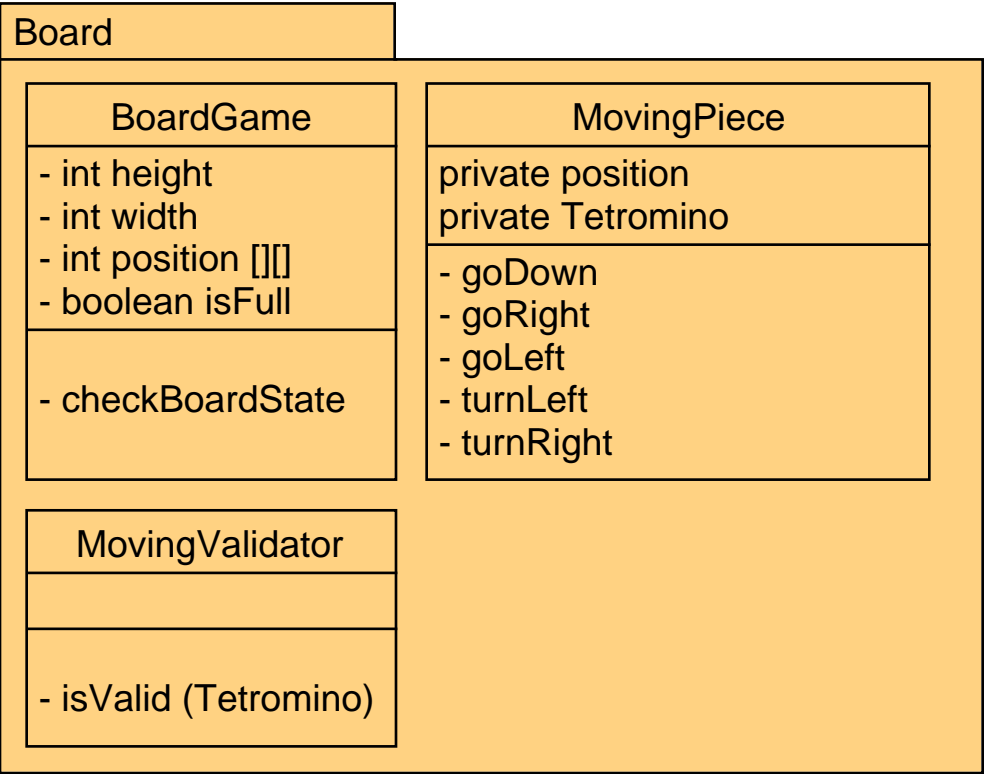 Board
BoardGame
- int height
- int width
- int position [][]
- boolean isFull
- checkBoardState
MovingPiece
private position
private Tetromino
- goDown
- goRight
- goLeft
- turnLeft
- turnRight
MovingValidator
- isValid (Tetromino)